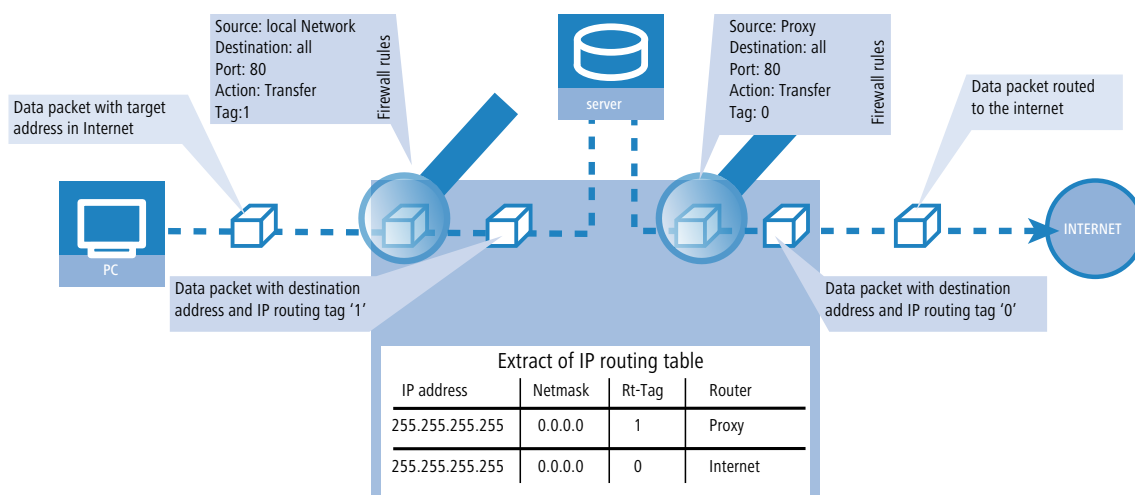 Source: local Network
Destination: all
Port: 80
Action: Transfer
Tag:1
Firewall rules
Source: Proxy
Destination: all
Port: 80
Action: Transfer
Tag: 0
Firewall rules
server
Data packet with target
address in Internet
Data packet routed
to the internet
PC
INTERNET
Data packet with destination
address and IP routing tag ‘1’
Data packet with destination
address and IP routing tag ‘0’
Extract of IP routing table
IP address Netmask Rt-Tag Router
255.255.255.255 0.0.0.0 1 Proxy
255.255.255.255 0.0.0.0 0 Internet